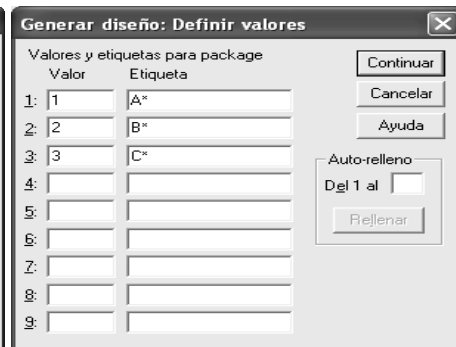 Generar diseño: Definir valores
Valores y etiquetas para package
Valor Etiqueta
1: 1 A*
2: 2 B*
3: 3 C*
4:
5:
6:
7:
8:
9:
Continuar
Cancelar
Ayuda
Auto-relleno
Del 1 al
Rellenar